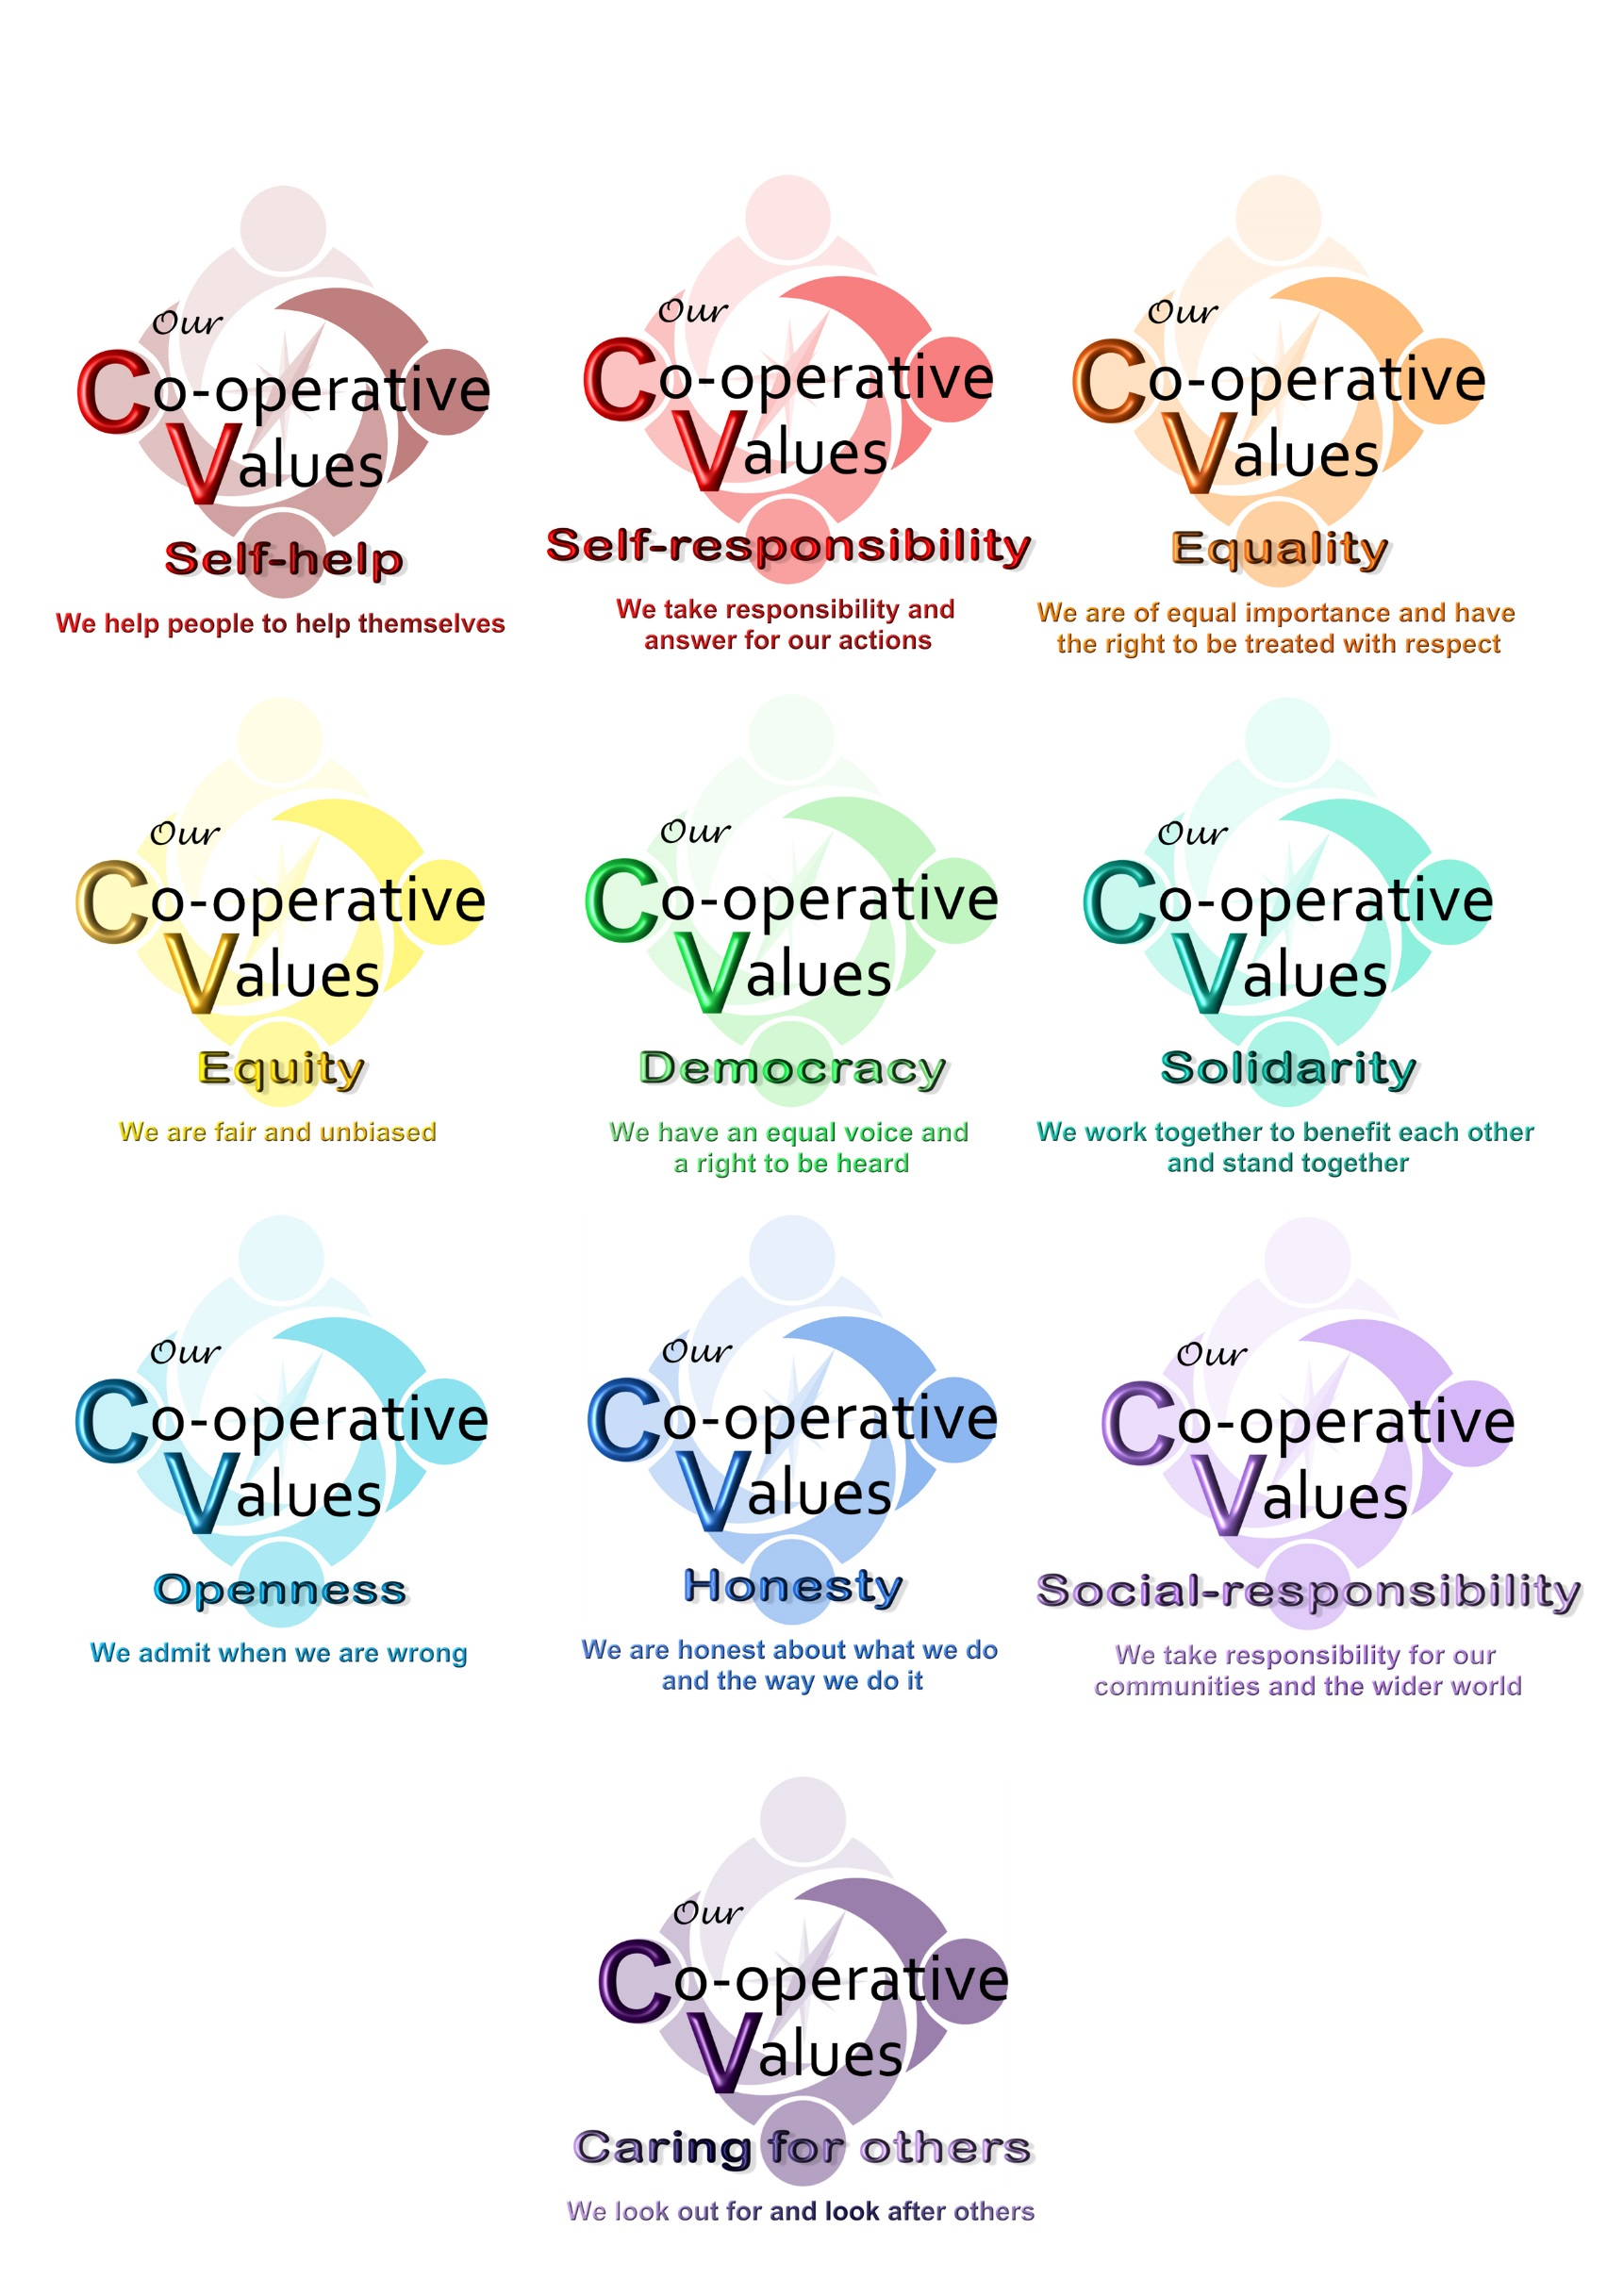 Our
Co-operative
Values
Self-help
We help people to help themselves
Our
Co-operative
Values
Self-responsibility
We take responsibility and
answer for our actions
Our
Co-operative
Values
Equality
We are of equal importance and have
the right to be treated with respect
Our
Co-operative
Values
Equity
We are fair and unbiased
Our
Co-operative
Values
Democracy
We have an equal voice and
a right to be heard
Our
Co-operative
Values
Solidarity
We work together to benefit each other
and stand together
Our
Co-operative
Values
Openness
We admit when we are wrong
Our
Co-operative
Values
Honesty
We are honest about what we do
and the way we do it
Our
Co-operative
Values
Social-responsibility
We take responsibility for our
communities and the wider world
Our
Co-operative
Values
Caring for others
We look out for and look after others